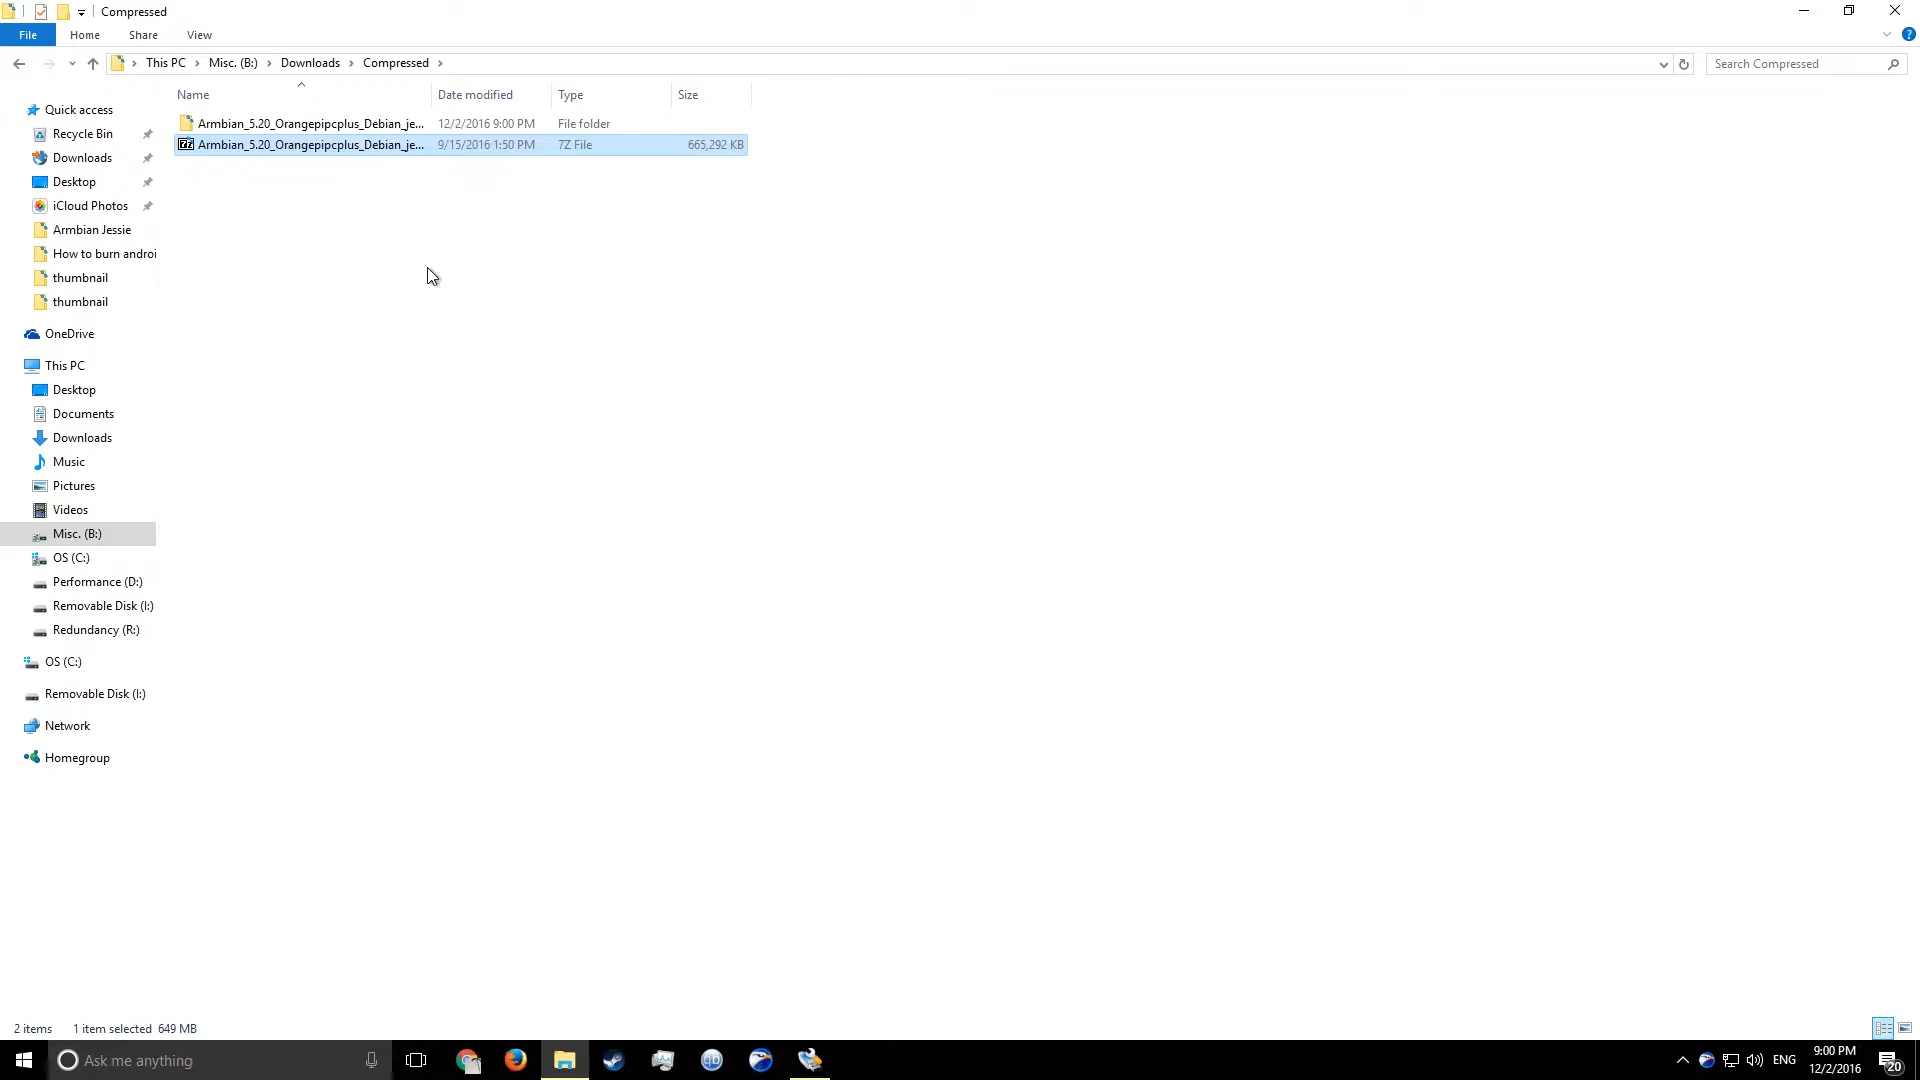 Compressed
File Home Share View
This PC Misc. (B:) Downloads Compressed
Search Compressed
Name Date modified Type Size
Armbian_5.20_Orangepipcplus_Debian_je... 12/2/2016 9:00 PM File folder
Armbian_5.20_Orangepipcplus_Debian_je... 9/15/2016 1:50 PM 7Z File 665,292 KB
Quick access
Recycle Bin
Downloads
Desktop
iCloud Photos
Armbian Jessie
How to burn androi
thumbnail
thumbnail
OneDrive
This PC
Desktop
Documents
Downloads
Music
Pictures
Videos
Misc. (B:)
OS (C:)
Performance (D:)
Removable Disk (I:)
Redundancy (R:)
OS (C:)
Removable Disk (I:)
Network
Homegroup
2 items 1 item selected 649 MB
Ask me anything
ENG
9:00 PM
12/2/2016
20